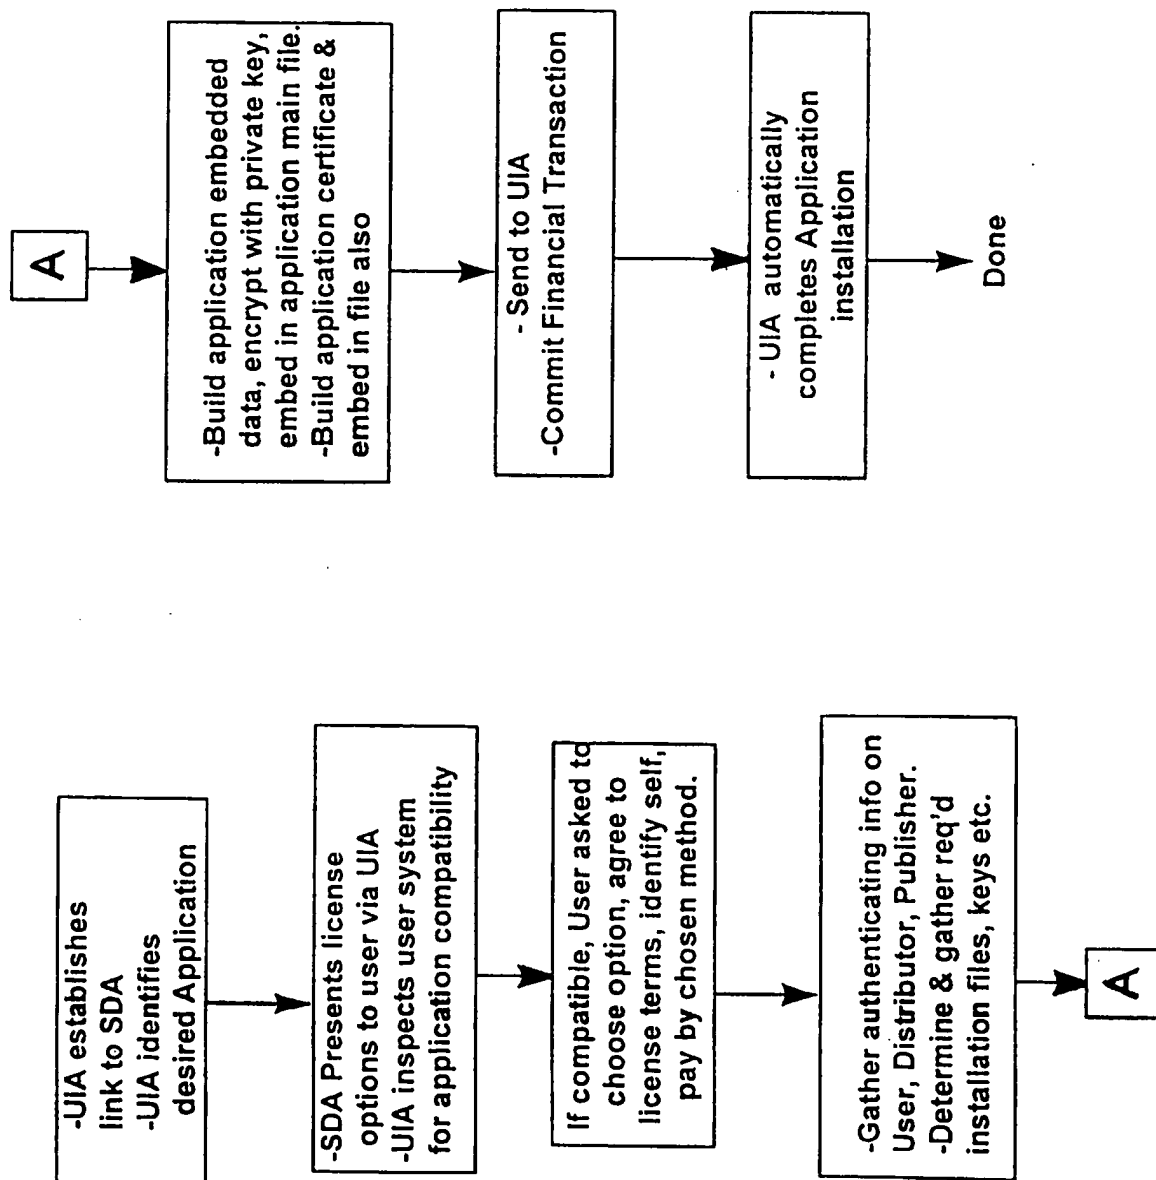 -UIA establishes
link to SDA
-UIA identifies
desired Application
-SDA Presents license
options to user via UIA
-UIA inspects user system
for application compatibility
If compatible, User asked to
choose option, agree to
license terms, identify self,
pay by chosen method.
-Gather authenticating info on
User, Distributor, Publisher.
-Determine & gather req'd
installation files, keys etc.
A
A
-Build application embedded
data, encrypt with private key,
embed in application main file.
-Build application certificate &
embed in file also
- Send to UIA
-Commit Financial Transaction
- UIA automatically
completes Application
installation
Done